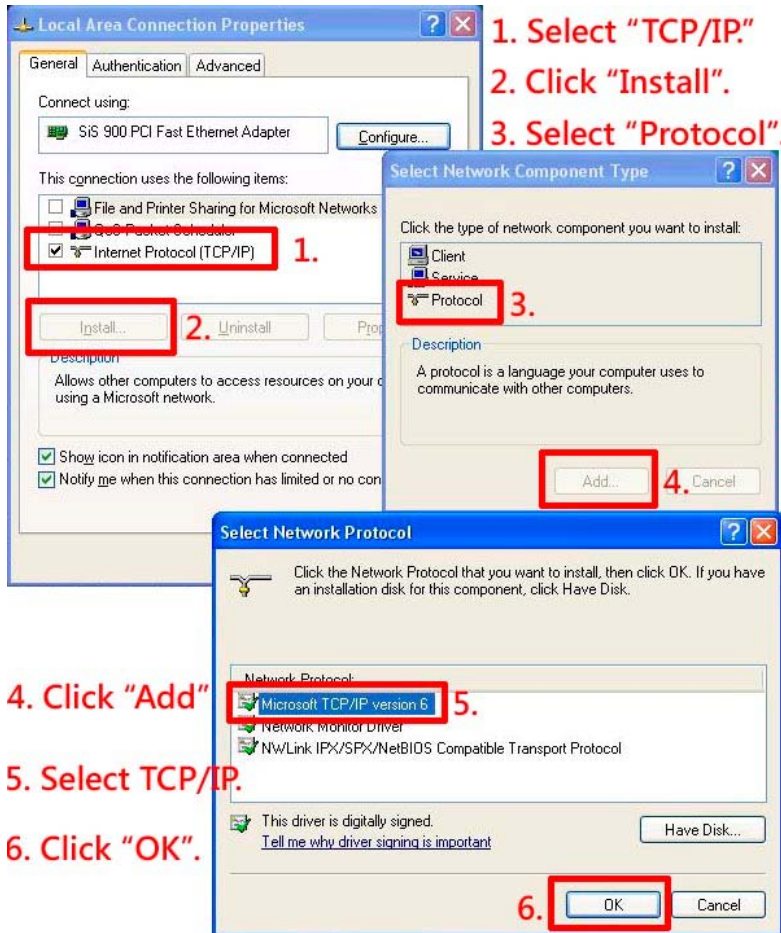 Local Area Connection Properties
General Authentication Advanced
Connect using:
SiS 900 PCI Fast Ethernet Adapter
Configure...
This connection uses the following items:
File and Printer Sharing for Microsoft Networks
QoS Packet Scheduler
Internet Protocol (TCP/IP)
1.
Install...
2.
Uninstall
Description
Allows other computers to access resources on your
using a Microsoft network.
Show icon in notification area when connected
Notify me when this connection has limited or no
1. Select “TCP/IP.”
2. Click “Install”.
3. Select “Protocol”.
Select Network Component Type
Click the type of network component you want to install:
Client
Service
Protocol
3.
Description
A protocol is a language your computer uses to
communicate with other computers.
Add...
4.
Cancel
Select Network Protocol
Click the Network Protocol that you want to install, then click OK. If you have
an installation disk for this component, click Have Disk.
Network Protocol:
Microsoft TCP/IP version 6
5.
Network Monitor Driver
NWLink IPX/SPX/NetBIOS Compatible Transport Protocol
This driver is digitally signed.
Tell me why driver signing is important
Have Disk...
6.
OK
Cancel
4. Click “Add”
5. Select TCP/IP.
6. Click “OK”.